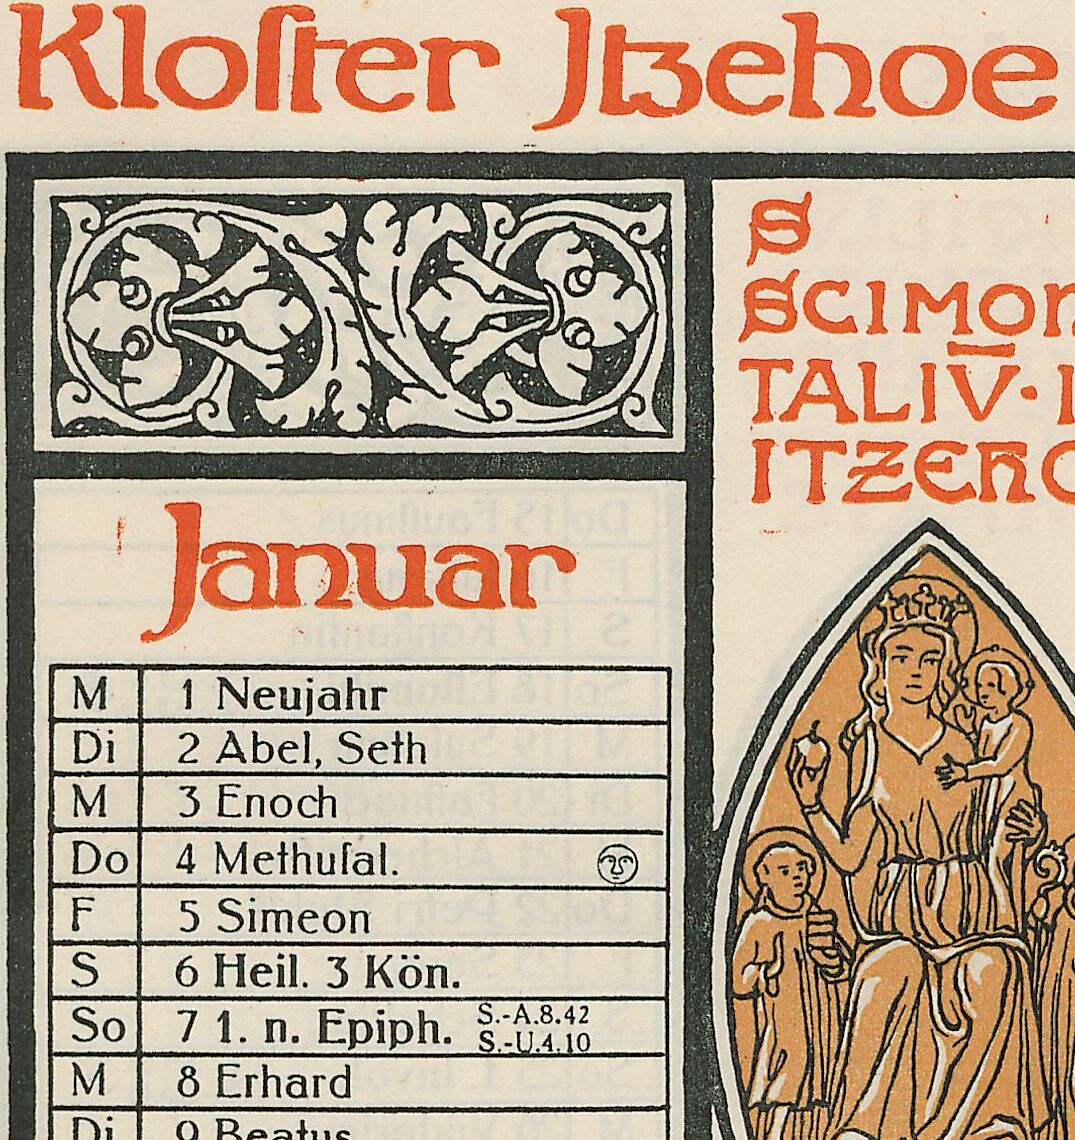 Kloſter Jtzehoe
Januar
M 1 Neujahr
Di 2 Abel, Seth
M 3 Enoch
Do 4 Methuſal.
F 5 Simeon
S 6 Heil. 3 Kön.
So 7 1. n. Epiph. S.-A.8.42
S.-U.4.10
M 8 Erhard
Di 9 Beatus
S
SCIMON
TALIV̄·I
ITZEHO